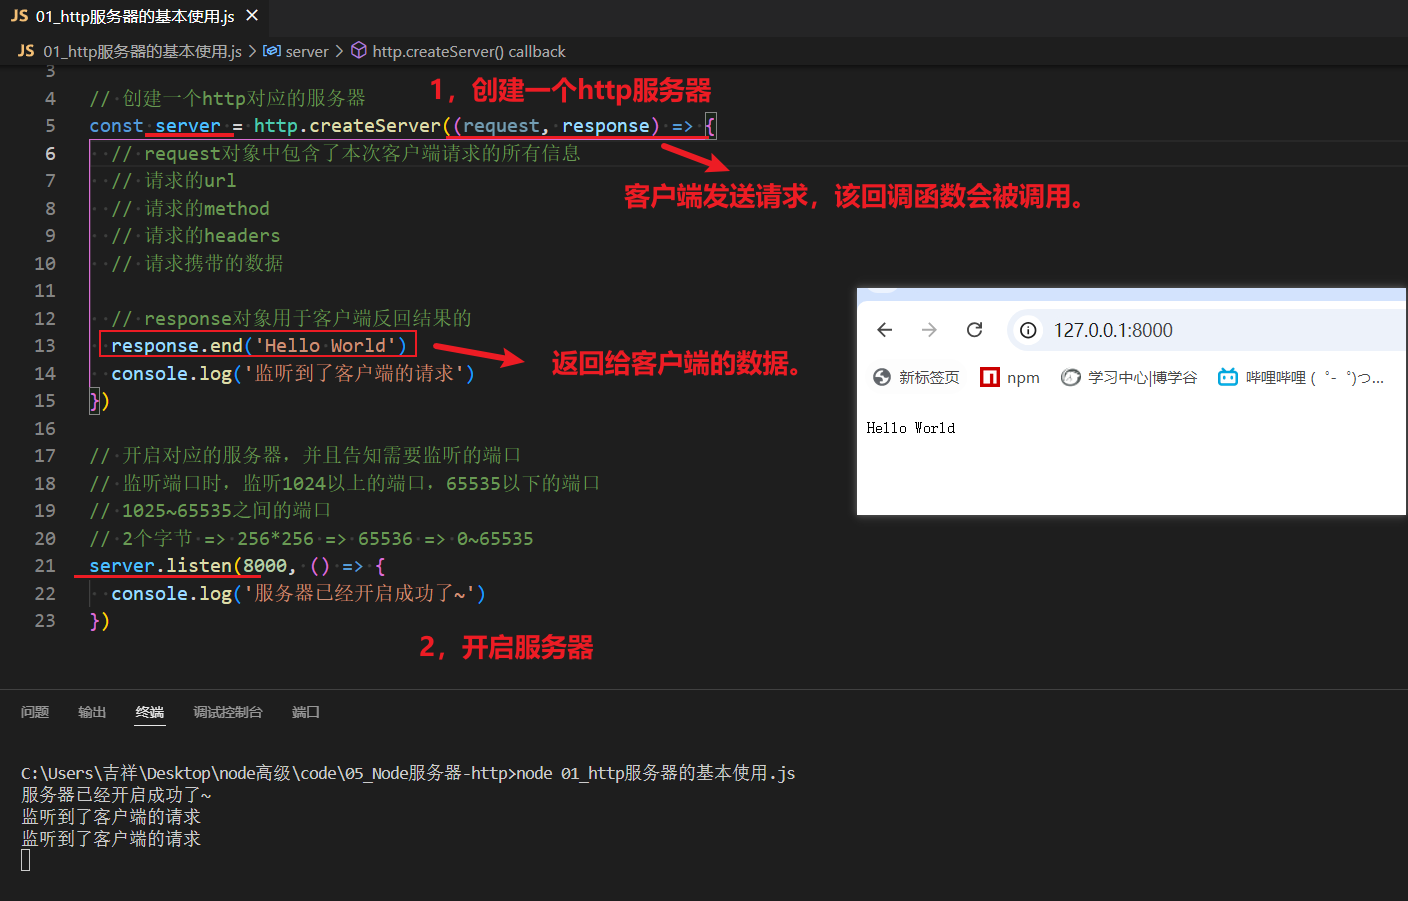 JS 01_http服务器的基本使用.js ×
JS 01_http服务器的基本使用.js > server > http.createServer() callback
3
1，创建一个http服务器
4 // 创建一个http对应的服务器
5 const server = http.createServer((request, response) => {
6 // request对象中包含了本次客户端请求的所有信息
7 // 请求的url
客户端发送请求，该回调函数会被调用。
8 // 请求的method
9 // 请求的headers
10 // 请求携带的数据
11
12 // response对象用于客户端反回结果的
13 response.end('Hello World')
返回给客户端的数据。
14 console.log('监听到了客户端的请求')
15 })
16
17 // 开启对应的服务器，并且告知需要监听的端口
18 // 监听端口时，监听1024以上的端口，65535以下的端口
19 // 1025~65535之间的端口
20 // 2个字节 => 256*256 => 65536 => 0~65535
21 server.listen(8000, () => {
22 console.log('服务器已经开启成功了~')
23 })
2，开启服务器
127.0.0.1:8000
新标签页 npm 学习中心|博学谷 哔哩哔哩 (゜-゜)つ...
Hello World
问题 输出 终端 调试控制台 端口
C:\Users\吉祥\Desktop\node高级\code\05_Node服务器-http>node 01_http服务器的基本使用.js
服务器已经开启成功了~
监听到了客户端的请求
监听到了客户端的请求